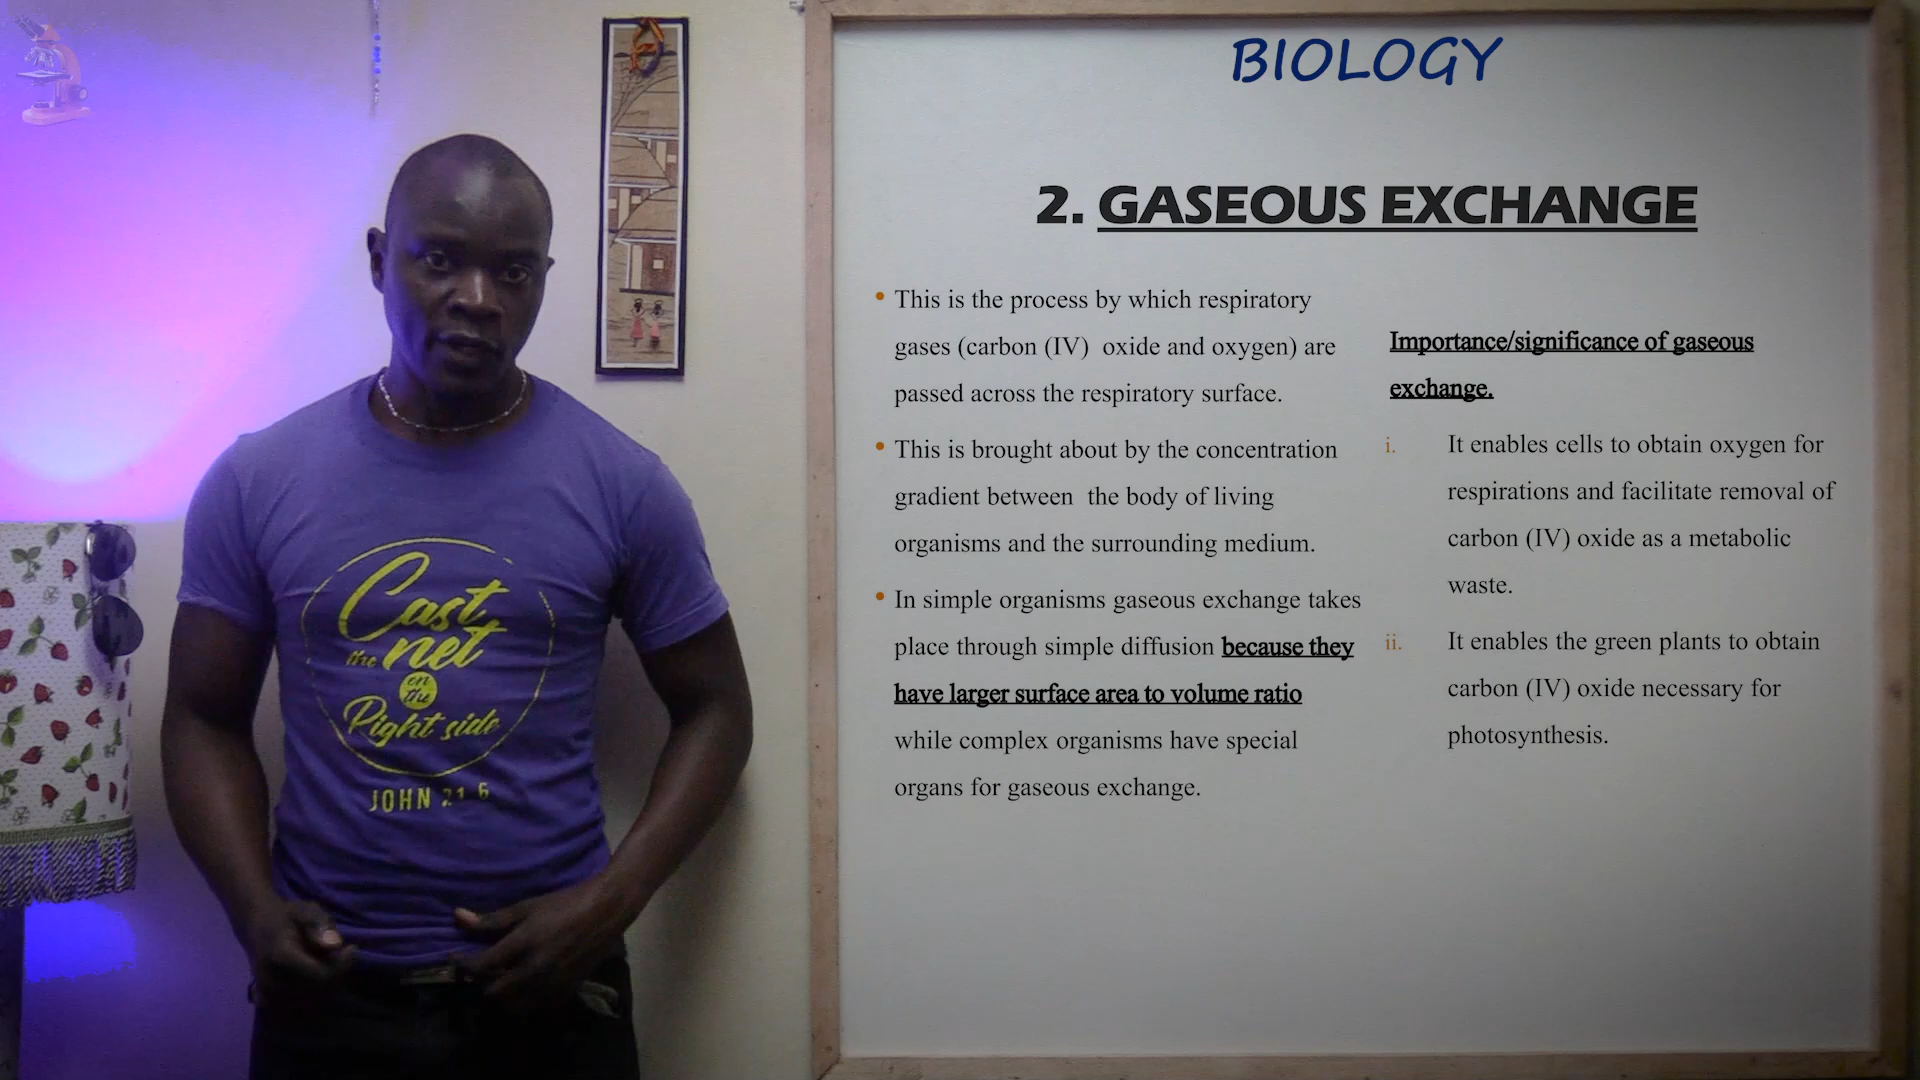 BIOLOGY
2. GASEOUS EXCHANGE
• This is the process by which respiratory
gases (carbon (IV) oxide and oxygen) are
passed across the respiratory surface.
• This is brought about by the concentration
gradient between the body of living
organisms and the surrounding medium.
• In simple organisms gaseous exchange takes
place through simple diffusion because they
have larger surface area to volume ratio
while complex organisms have special
organs for gaseous exchange.
Importance/significance of gaseous
exchange.
i. It enables cells to obtain oxygen for
respirations and facilitate removal of
carbon (IV) oxide as a metabolic
waste.
ii. It enables the green plants to obtain
carbon (IV) oxide necessary for
photosynthesis.
Cast
the net
on
the
Right side
JOHN 21 6